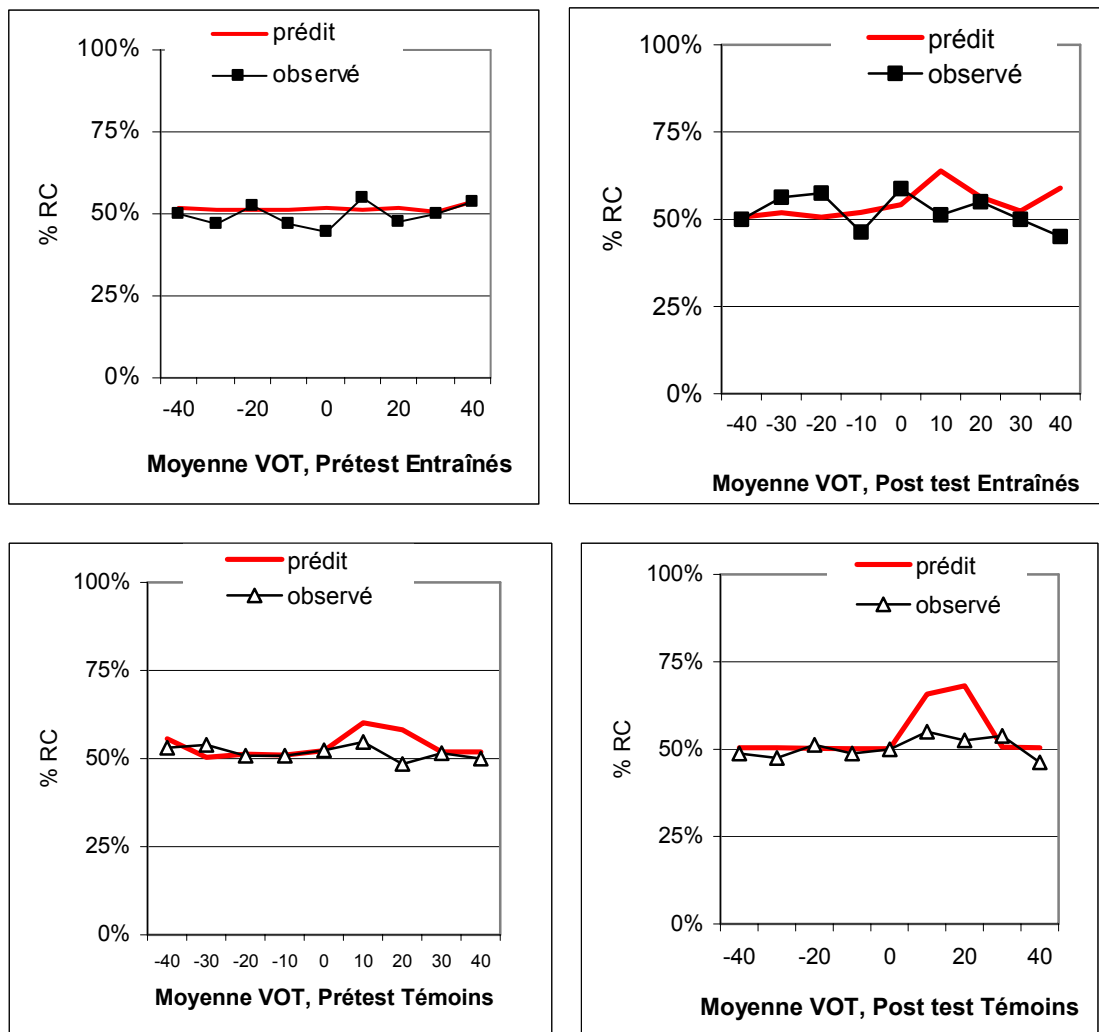 prédit
observé
100%
75%
50%
25%
0%
% RC
-40 -20 0 20 40
Moyenne VOT, Prétest Entraînés
prédit
observé
100%
75%
50%
25%
0%
% RC
-40 -30 -20 -10 0 10 20 30 40
Moyenne VOT, Post test Entraînés
prédit
observé
100%
75%
50%
25%
0%
% RC
-40 -30 -20 -10 0 10 20 30 40
Moyenne VOT, Prétest Témoins
prédit
observé
100%
75%
50%
25%
0%
% RC
-40 -20 0 20 40
Moyenne VOT, Post test Témoins